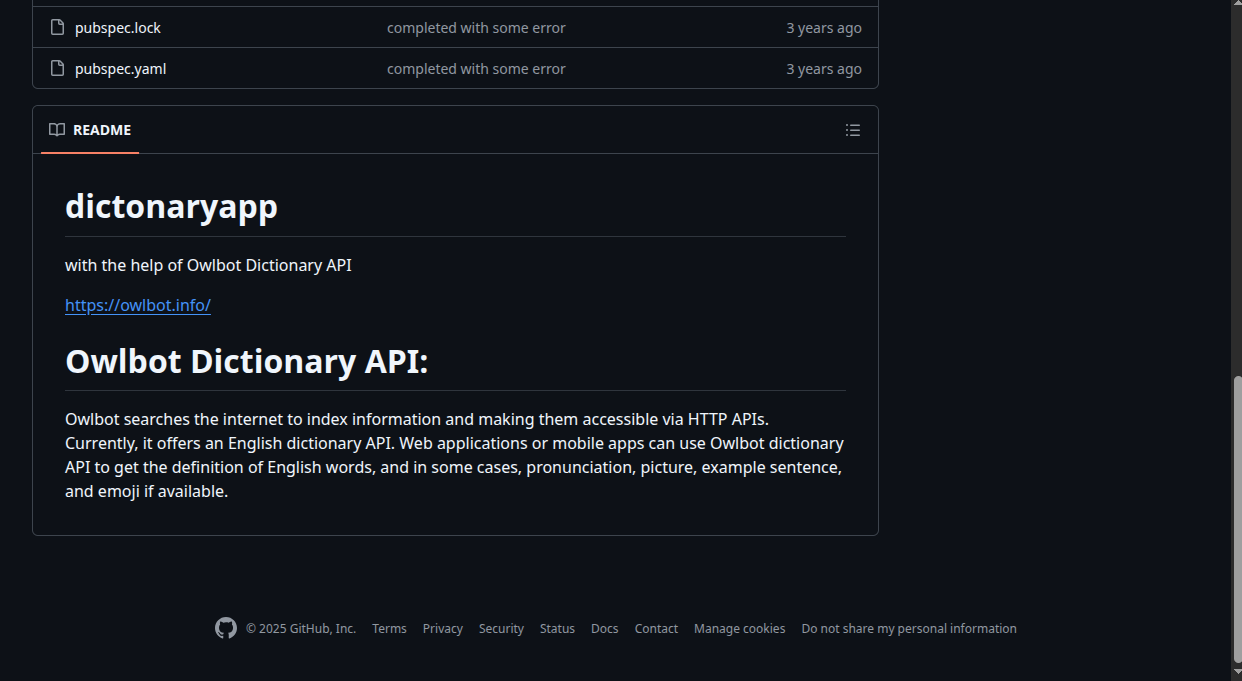 pubspec.lock completed with some error 3 years ago
pubspec.yaml completed with some error 3 years ago
README
dictonaryapp
with the help of Owlbot Dictionary API
https://owlbot.info/
Owlbot Dictionary API:
Owlbot searches the internet to index information and making them accessible via HTTP APIs.
Currently, it offers an English dictionary API. Web applications or mobile apps can use Owlbot dictionary
API to get the definition of English words, and in some cases, pronunciation, picture, example sentence,
and emoji if available.
© 2025 GitHub, Inc. Terms Privacy Security Status Docs Contact Manage cookies Do not share my personal information